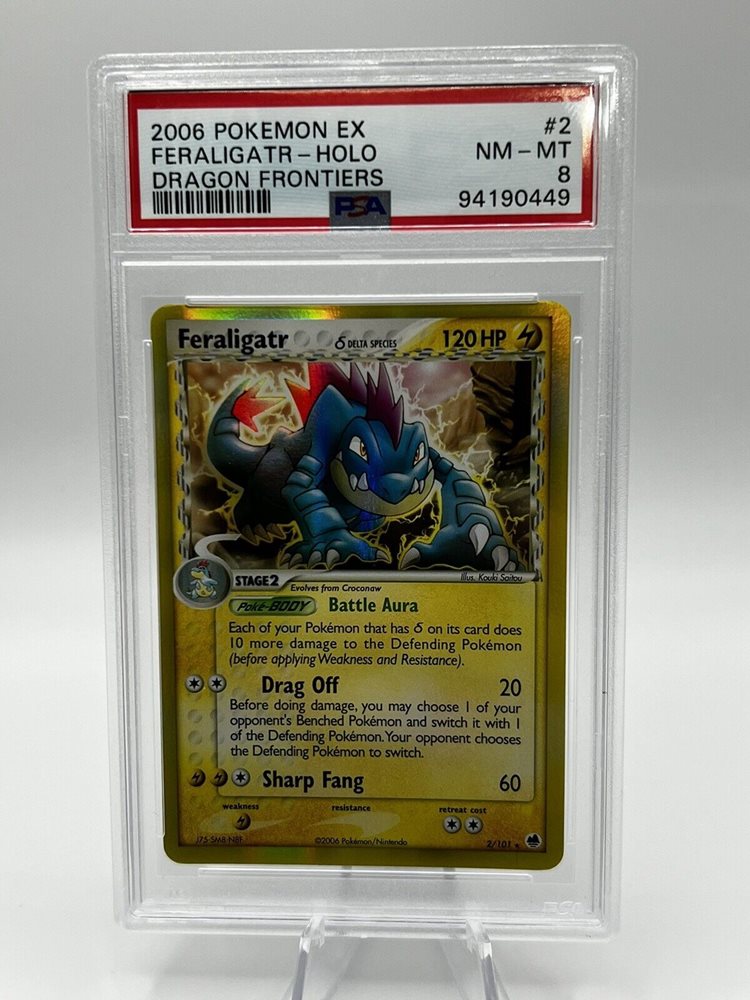 2006 POKEMON EX #2
FERALIGATR - HOLO NM - MT
DRAGON FRONTIERS 8
PSA 94190449
Feraligatr δ DELTA SPECIES 120 HP
Illus. Kouki Saitou
STAGE 2
Evolves from Croconaw
Poké-BODY Battle Aura
Each of your Pokémon that has δ on its card does
10 more damage to the Defending Pokémon
(before applying Weakness and Resistance).
Drag Off 20
Before doing damage, you may choose 1 of your
opponent's Benched Pokémon and switch it with 1
of the Defending Pokémon. Your opponent chooses
the Defending Pokémon to switch.
Sharp Fang 60
weakness resistance retreat cost
©2006 Pokémon/Nintendo 2/101 ★